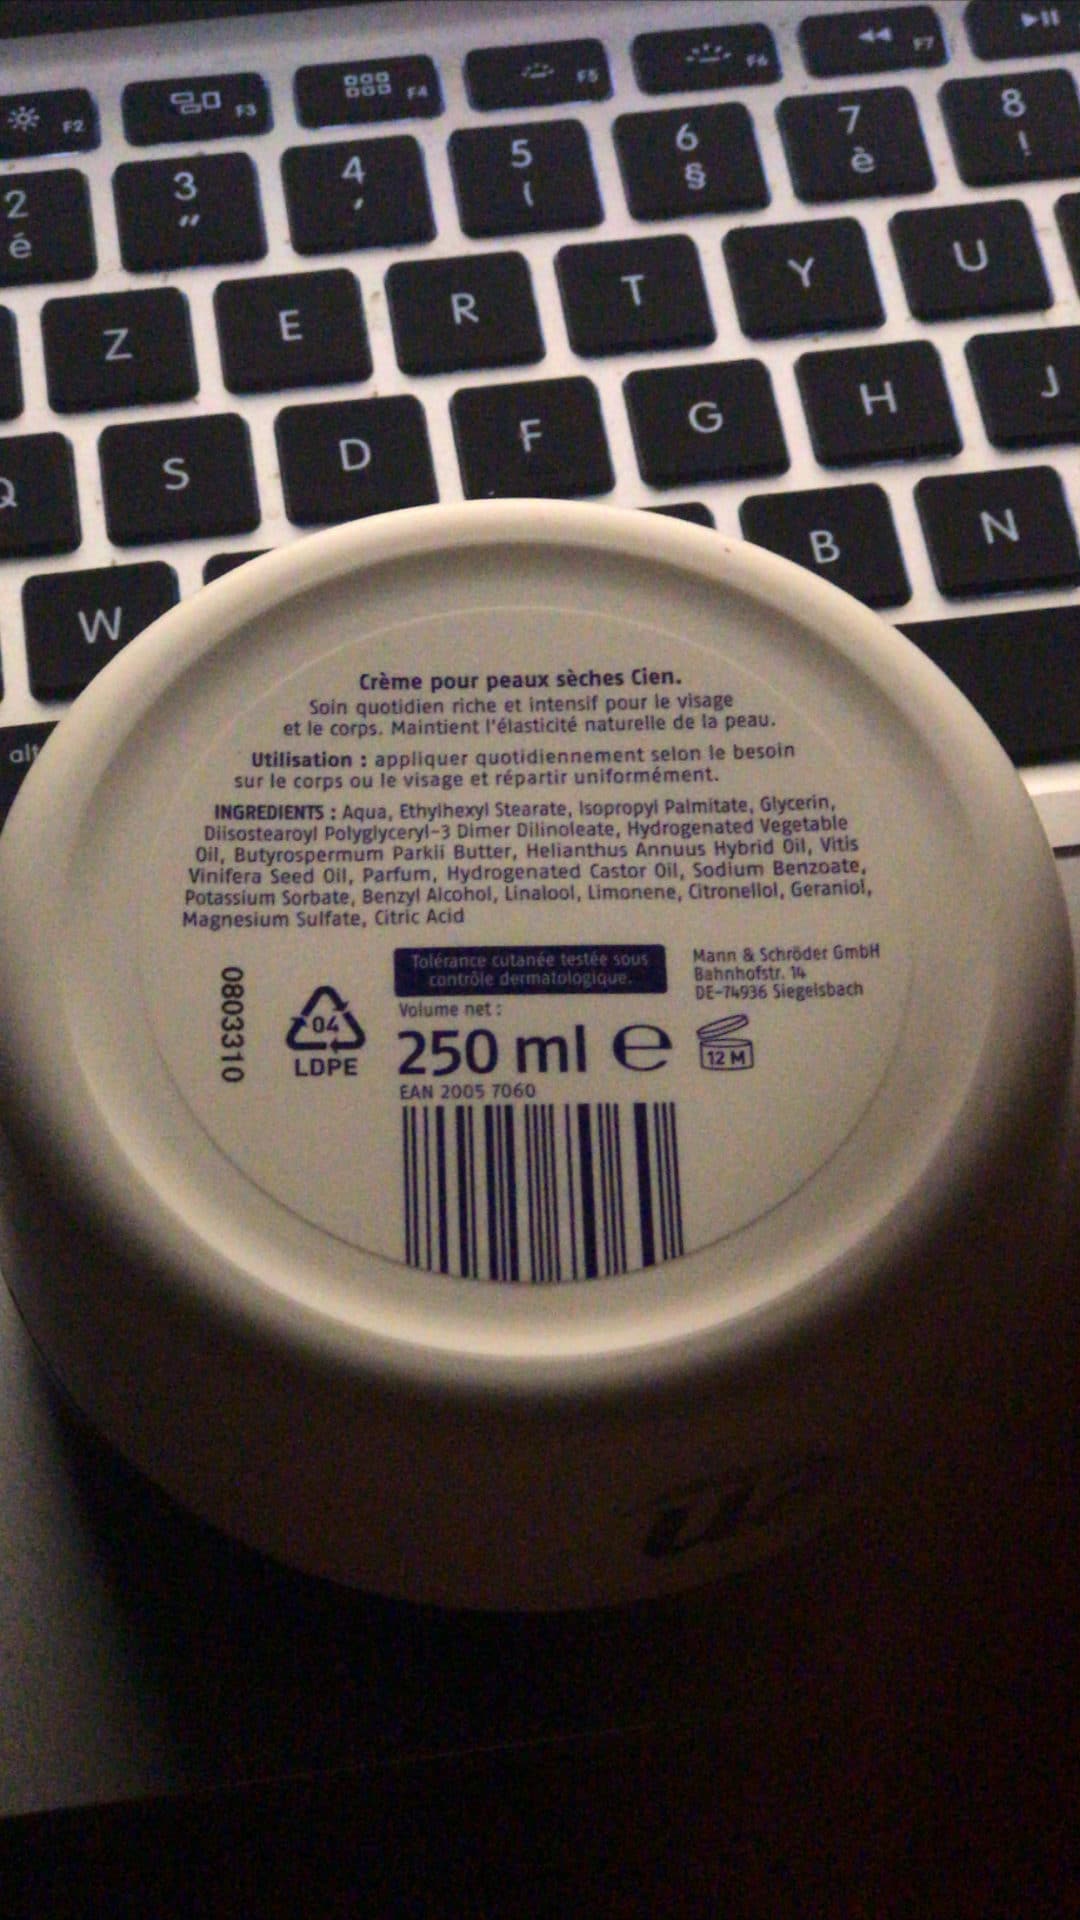 F2 F3 F4 F5 F6 F7
2 3 4 5 6 7 8
é " ' ( § è !
Z E R T Y U
Q S D F G H J
W B N
alt
Crème pour peaux sèches Cien.
Soin quotidien riche et intensif pour le visage
et le corps. Maintient l'élasticité naturelle de la peau.
Utilisation : appliquer quotidiennement selon le besoin
sur le corps ou le visage et répartir uniformément.
INGREDIENTS : Aqua, Ethylhexyl Stearate, Isopropyl Palmitate, Glycerin,
Diisostearoyl Polyglyceryl-3 Dimer Dilinoleate, Hydrogenated Vegetable
Oil, Butyrospermum Parkii Butter, Helianthus Annuus Hybrid Oil, Vitis
Vinifera Seed Oil, Parfum, Hydrogenated Castor Oil, Sodium Benzoate,
Potassium Sorbate, Benzyl Alcohol, Linalool, Limonene, Citronellol, Geraniol,
Magnesium Sulfate, Citric Acid
0803310
04
LDPE
Tolérance cutanée testée sous
contrôle dermatologique.
Volume net :
250 ml e
EAN 2005 7060
Mann & Schröder GmbH
Bahnhofstr. 14
DE-74936 Siegelsbach
12 M